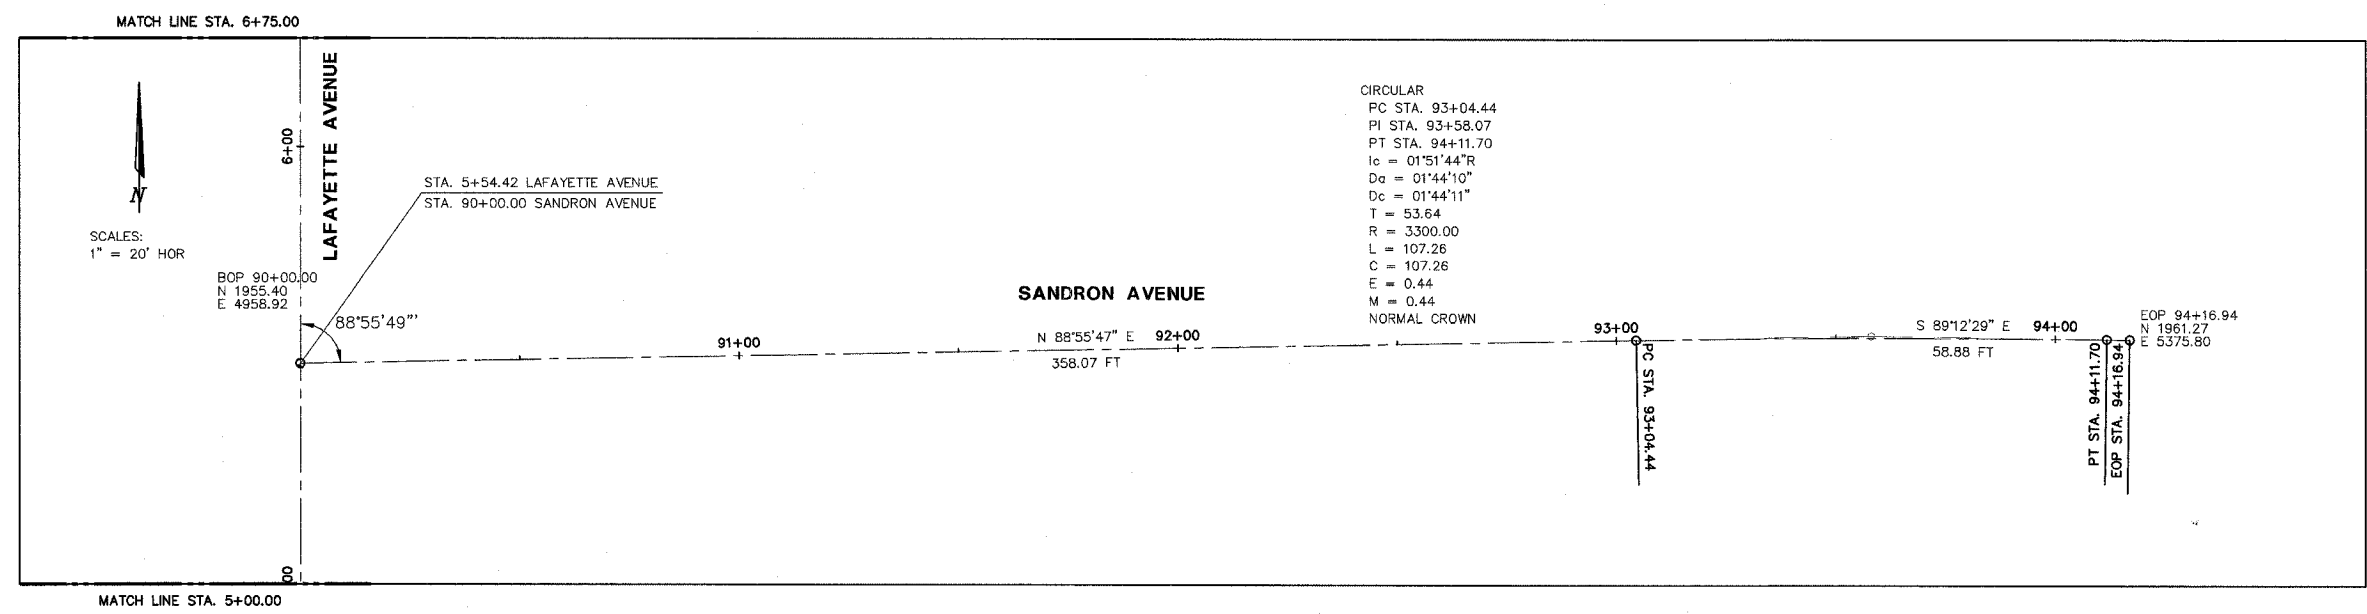 MATCH LINE STA. 6+75.00
LAFAYETTE AVENUE
6+00
N
SCALES:
1" = 20' HOR
STA. 5+54.42 LAFAYETTE AVENUE
STA. 90+00.00 SANDRON AVENUE
BOP 90+00.00
N 1955.40
E 4958.92
88°55'49"'
SANDRON AVENUE
91+00
N 88°55'47" E
358.07 FT
92+00
CIRCULAR
PC STA. 93+04.44
PI STA. 93+58.07
PT STA. 94+11.70
Ic = 01°51'44"R
Da = 01°44'10"
Dc = 01°44'11"
T = 53.64
R = 3300.00
L = 107.26
C = 107.26
E = 0.44
M = 0.44
NORMAL CROWN
93+00
PC STA. 93+04.44
S 89°12'29" E
58.88 FT
94+00
PT STA. 94+11.70
EOP STA. 94+16.94
EOP 94+16.94
N 1961.27
E 5375.80
00
MATCH LINE STA. 5+00.00